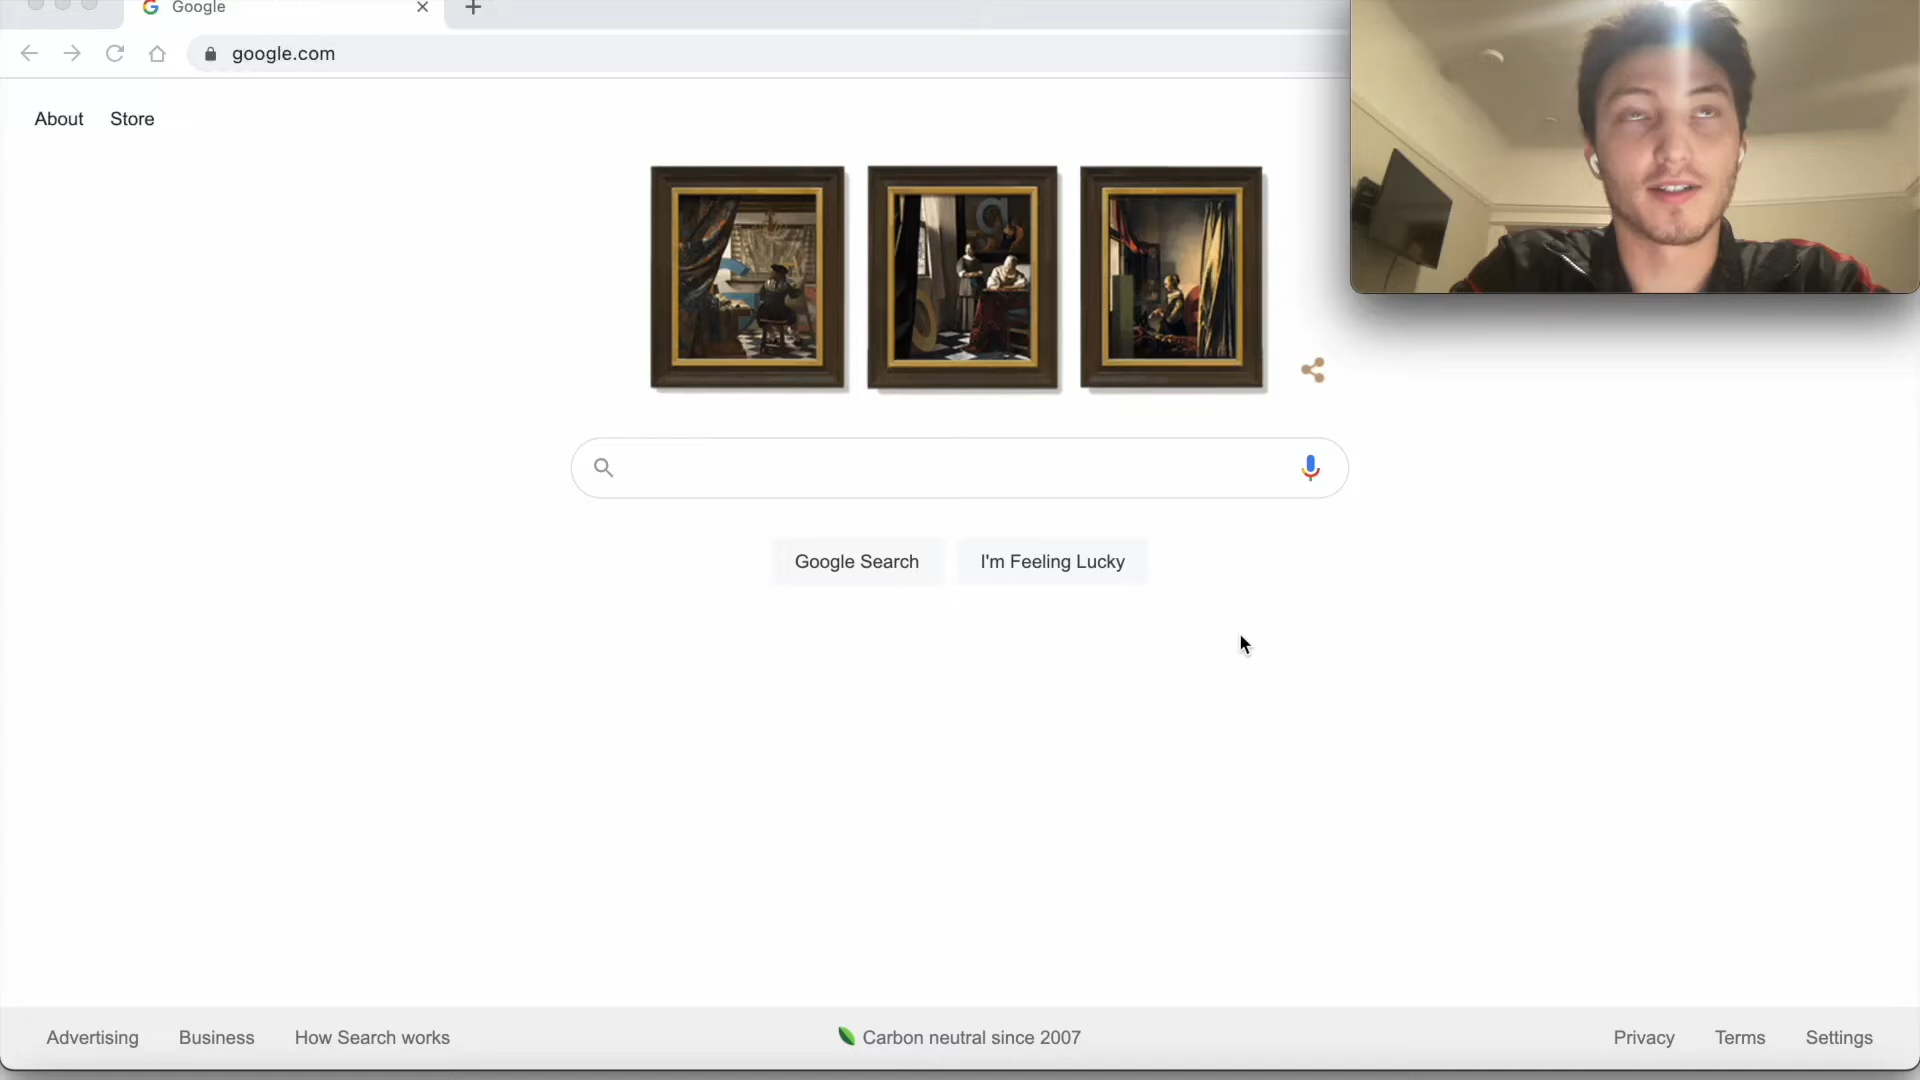 Google
google.com
About Store
Google Search I'm Feeling Lucky
Advertising Business How Search works Carbon neutral since 2007 Privacy Terms Settings